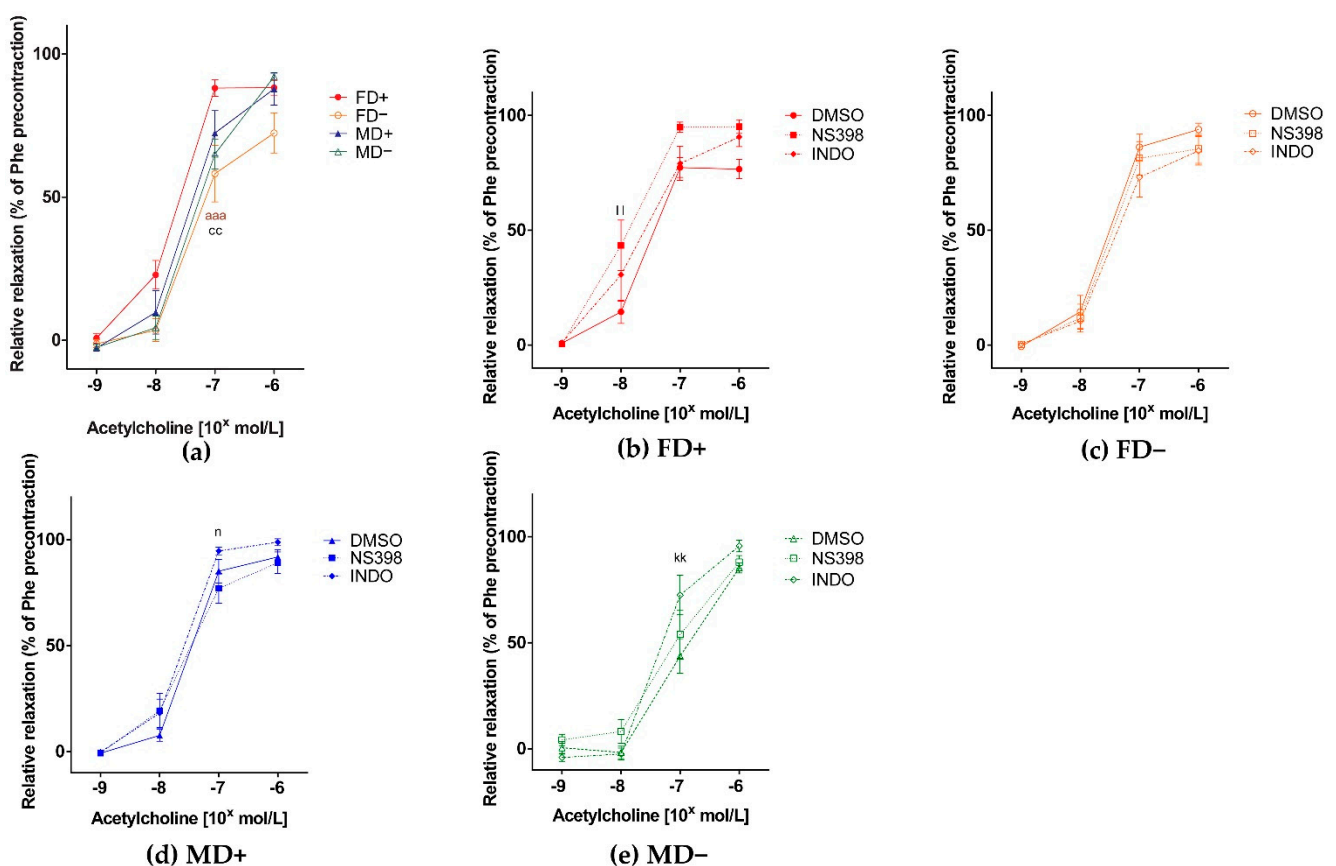 Relative relaxation (% of Phe precontraction)
100
50
0
-9
-8
-7
-6
aaa
cc
FD+
FD−
MD+
MD−
Acetylcholine [10ˣ mol/L]
(a)
Relative relaxation (% of Phe precontraction)
100
50
0
-9
-8
-7
-6
ll
DMSO
NS398
INDO
Acetylcholine [10ˣ mol/L]
(b) FD+
Relative relaxation (% of Phe precontraction)
100
50
0
-9
-8
-7
-6
DMSO
NS398
INDO
Acetylcholine [10ˣ mol/L]
(c) FD−
Relative relaxation (% of Phe precontraction)
100
50
0
-9
-8
-7
-6
n
DMSO
NS398
INDO
Acetylcholine [10ˣ mol/L]
(d) MD+
Relative relaxation (% of Phe precontraction)
100
50
0
-9
-8
-7
-6
kk
DMSO
NS398
INDO
Acetylcholine [10ˣ mol/L]
(e) MD−